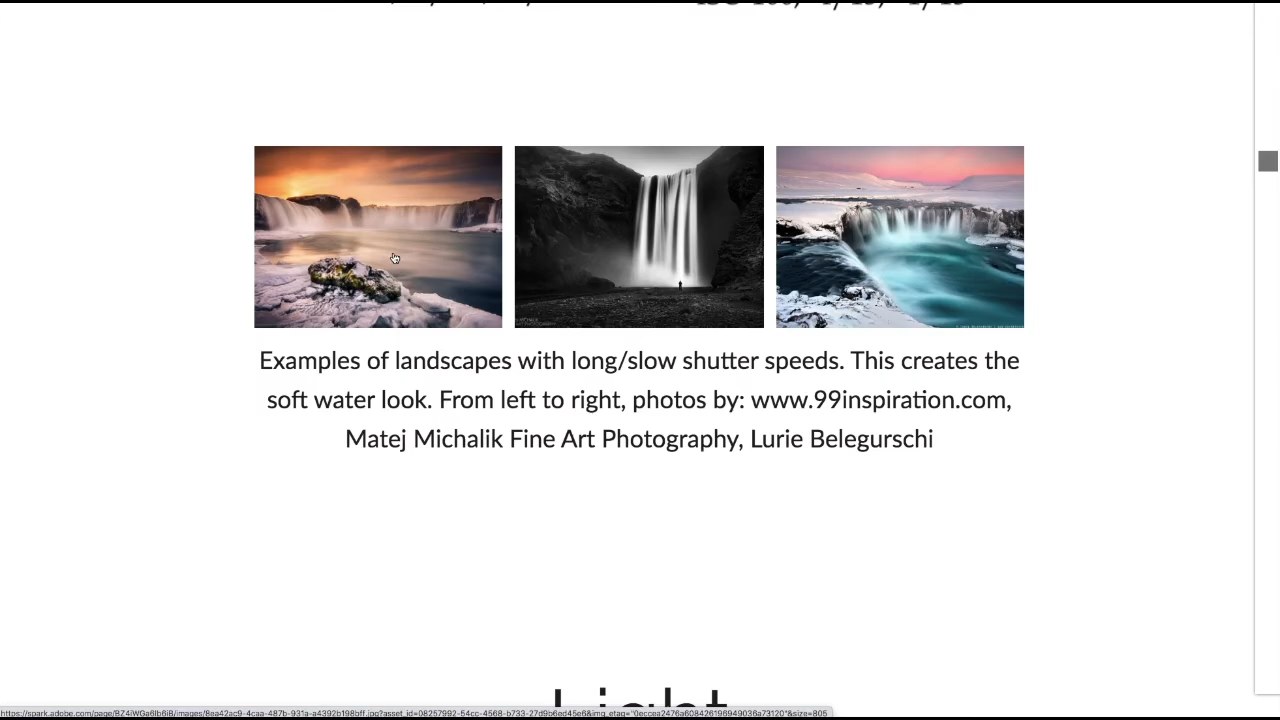 Examples of landscapes with long/slow shutter speeds. This creates the
soft water look. From left to right, photos by: www.99inspiration.com,
Matej Michalik Fine Art Photography, Lurie Belegurschi
Light